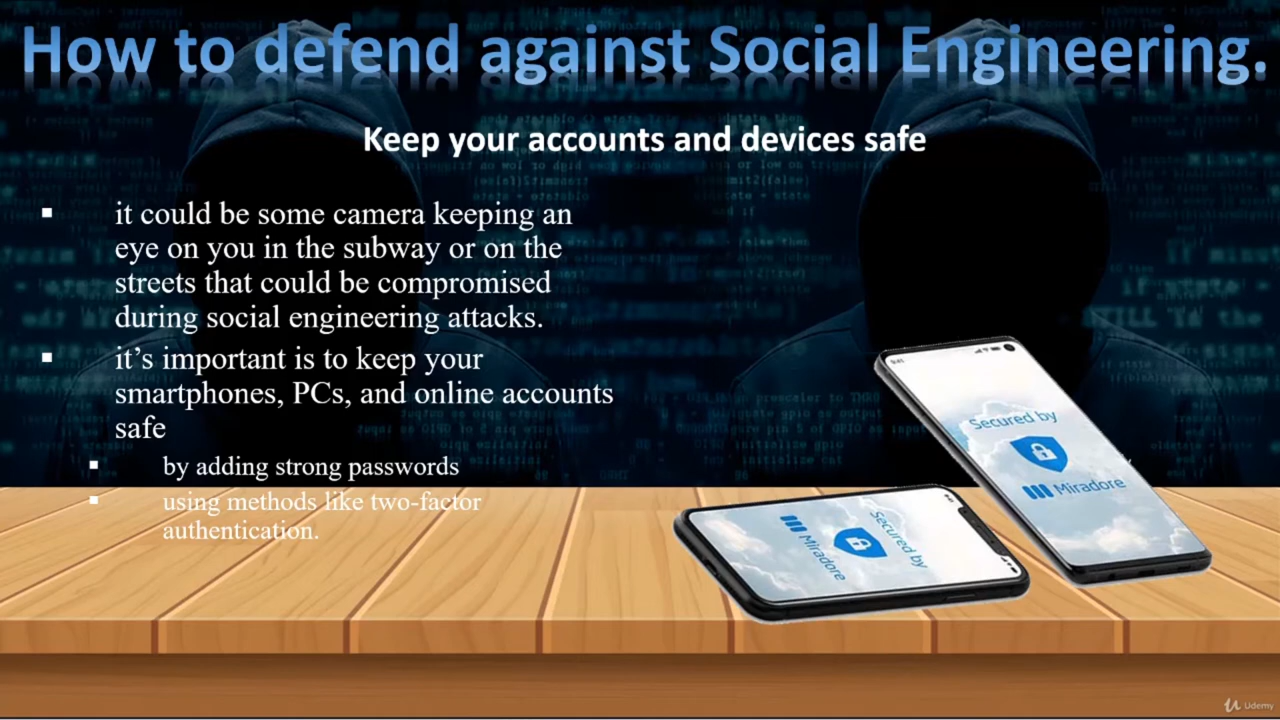 How to defend against Social Engineering.
Keep your accounts and devices safe
▪ it could be some camera keeping an
eye on you in the subway or on the
streets that could be compromised
during social engineering attacks.
▪ it’s important is to keep your
smartphones, PCs, and online accounts
safe
▪ by adding strong passwords
▪ using methods like two-factor
authentication.
Secured by
Miradore
Secured by
Miradore
Udemy